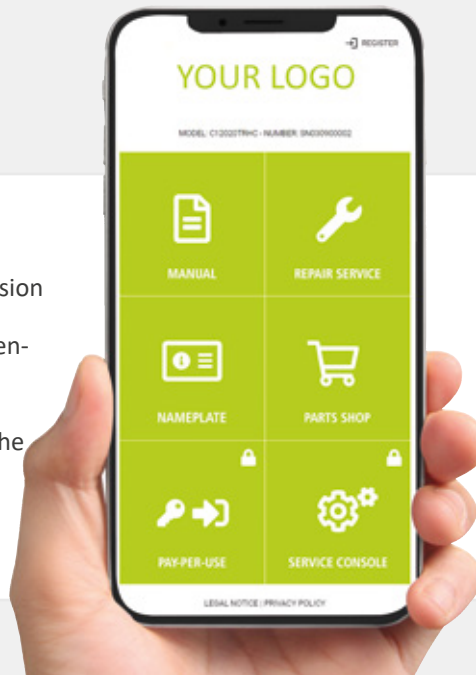 REGISTER
YOUR LOGO
MODEL: C12020TRHC - NUMBER: SN030900002
MANUAL
REPAIR SERVICE
sion
en-
he
NAMEPLATE
PARTS SHOP
PAY-PER-USE
SERVICE CONSOLE
LEGAL NOTICE | PRIVACY POLICY